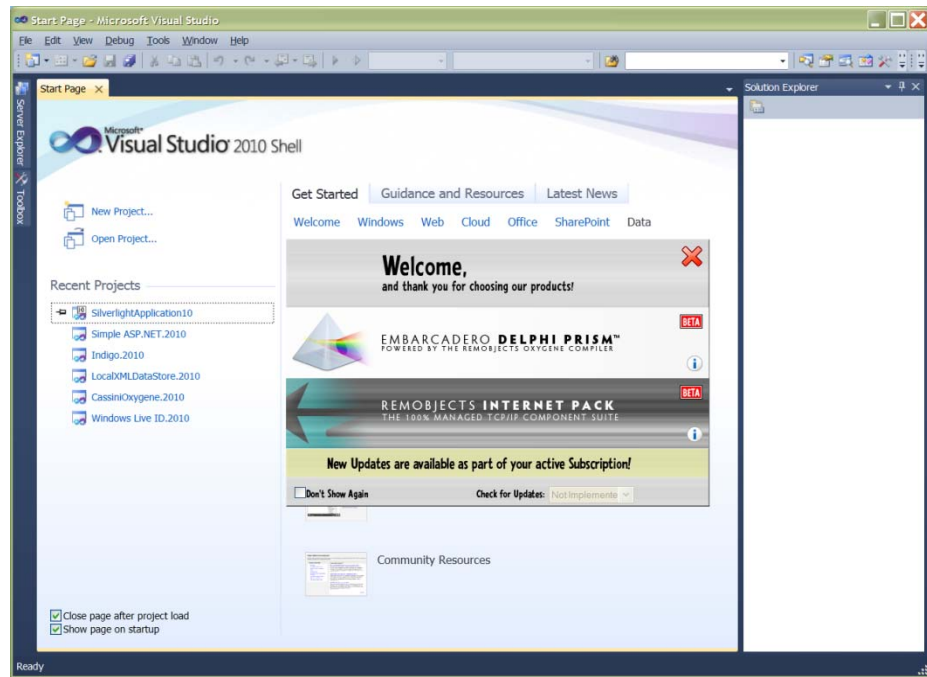 Start Page - Microsoft Visual Studio
File Edit View Debug Tools Window Help
Server Explorer
Toolbox
Start Page
Solution Explorer
Microsoft®
Visual Studio 2010 Shell
New Project...
Open Project...
Recent Projects
SilverlightApplication10
Simple ASP.NET.2010
Indigo.2010
LocalXMLDataStore.2010
CassiniOxygene.2010
Windows Live ID.2010
Close page after project load
Show page on startup
Get Started Guidance and Resources Latest News
Welcome Windows Web Cloud Office SharePoint Data
Welcome,
and thank you for choosing our products!
BETA
EMBARCADERO DELPHI PRISM™
POWERED BY THE REMOBJECTS OXYGENE COMPILER
BETA
REMOBJECTS INTERNET PACK
THE 100% MANAGED TCP/IP COMPONENT SUITE
New Updates are available as part of your active Subscription!
Don't Show Again
Check for Updates: Not Implemente
Community Resources
Ready